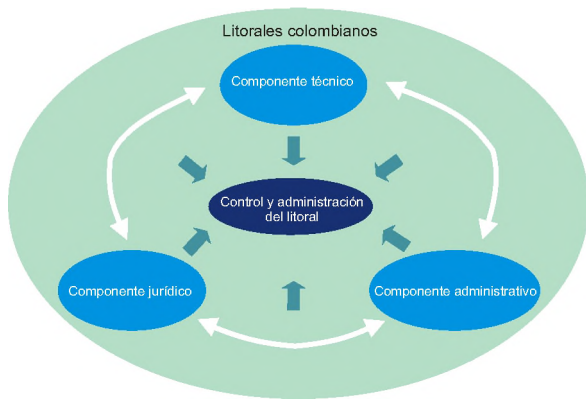 Litorales colombianos
Componente técnico
Control y administración
del litoral
Componente jurídico
Componente administrativo